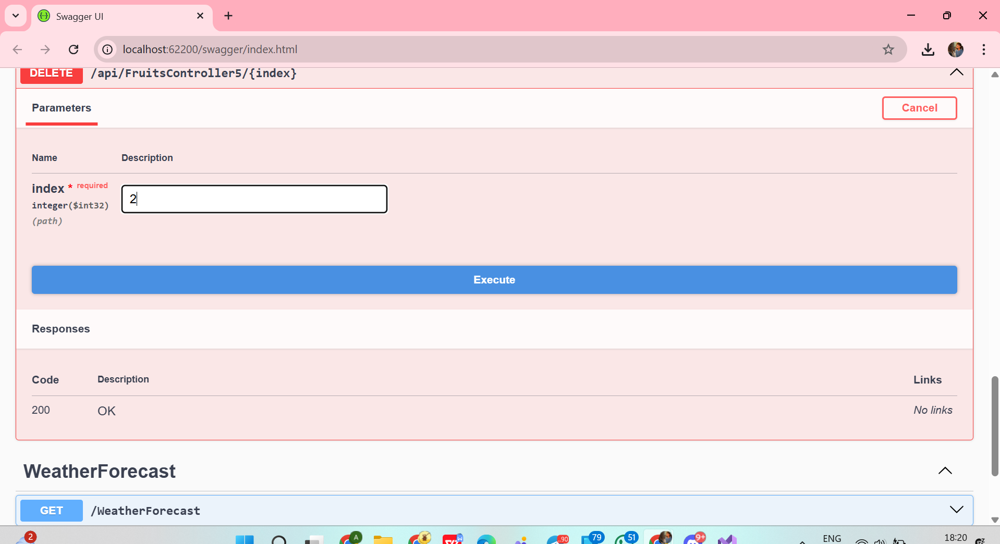 Swagger UI
localhost:62200/swagger/index.html
DELETE /api/FruitsController5/{index}
Parameters
Cancel
Name Description
index * required
integer($int32)
(path)
2
Execute
Responses
Code Description Links
200 OK No links
WeatherForecast
GET /WeatherForecast
2
A
W
.90
79
51
9+
ENG
18:20